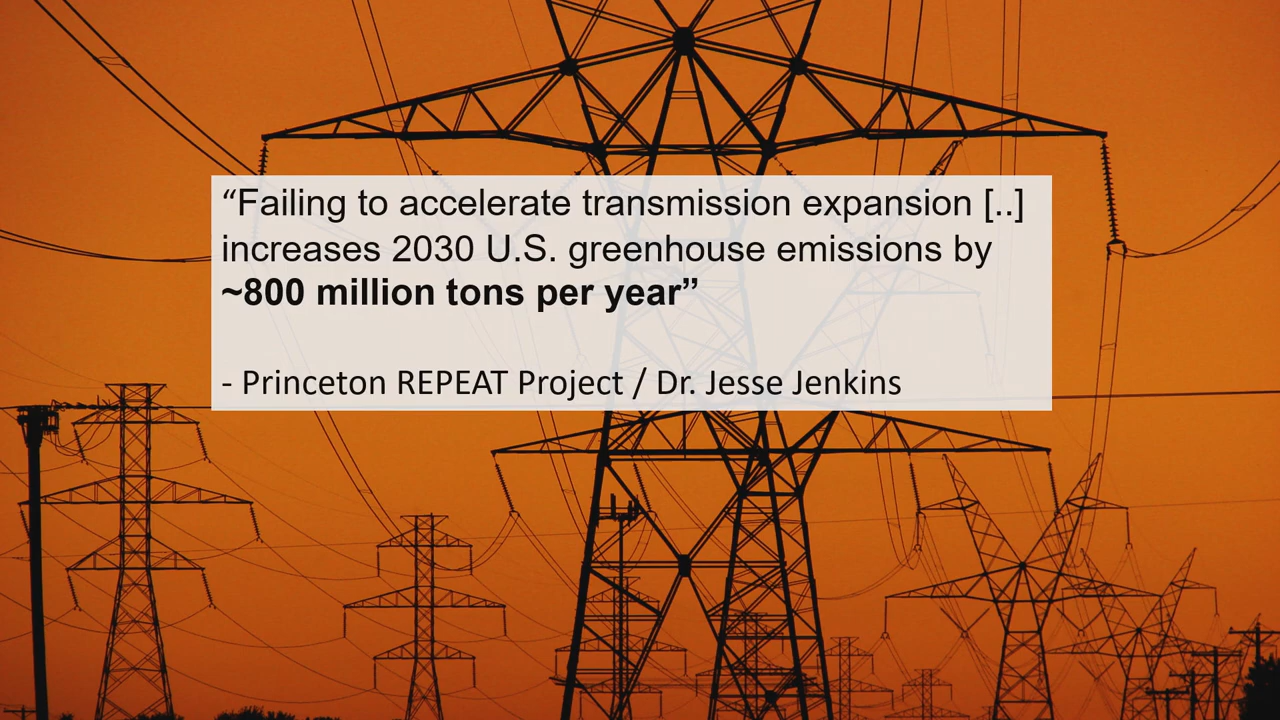 “Failing to accelerate transmission expansion [..]
increases 2030 U.S. greenhouse emissions by
~800 million tons per year”
- Princeton REPEAT Project / Dr. Jesse Jenkins